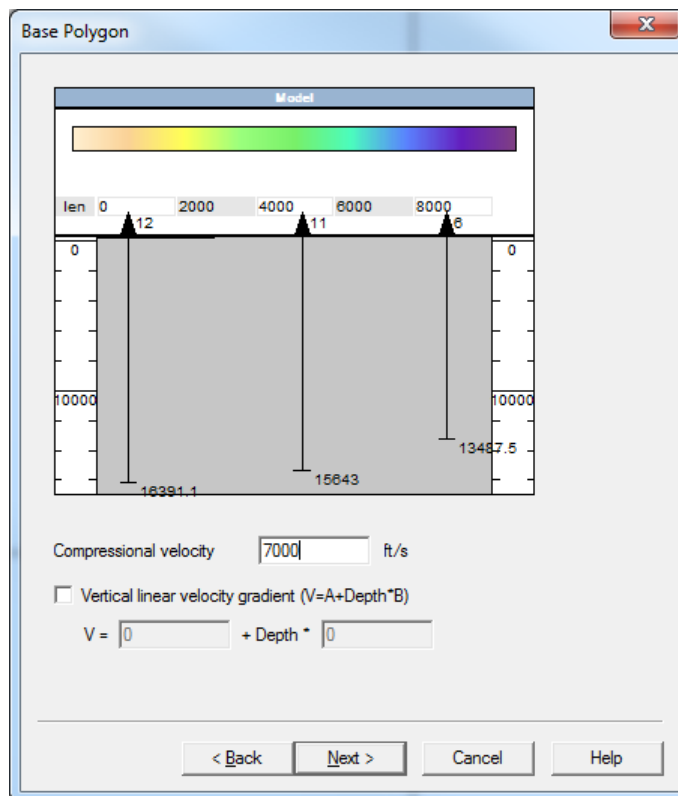 Base Polygon
Model
len 0 2000 4000 6000 8000
12 11 6
0 0
10000 10000
13487.5
15643
16391.1
Compressional velocity 7000 ft/s
Vertical linear velocity gradient (V=A+Depth*B)
V = 0 + Depth * 0
< Back Next > Cancel Help